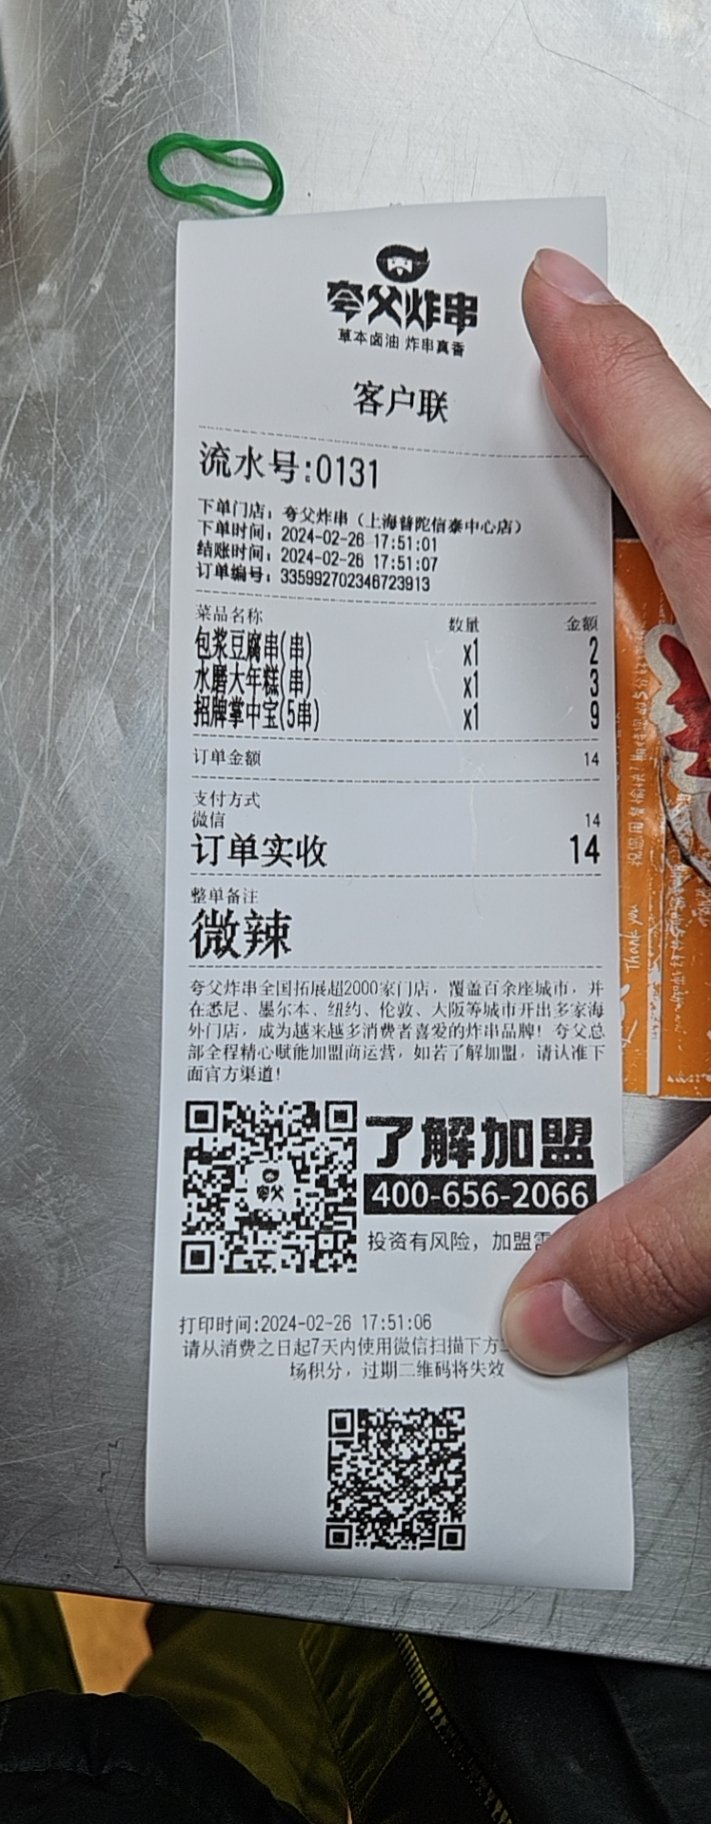 夸父炸串
草本卤油 炸串真香
客户联
流水号:0131
下单门店：夸父炸串（上海普陀信泰中心店）
下单时间：2024-02-26 17:51:01
结账时间：2024-02-26 17:51:07
订单编号：335992702346723913
菜品名称 数量 金额
包浆豆腐串(串) x1 2
水磨大年糕(串) x1 3
招牌掌中宝(5串) x1 9
订单金额 14
支付方式
微信 14
订单实收 14
整单备注
微辣
夸父炸串全国拓展超2000家门店，覆盖百余座城市，并
在悉尼、墨尔本、纽约、伦敦、大阪等城市开出多家海
外门店，成为越来越多消费者喜爱的炸串品牌！夸父总
部全程精心赋能加盟商运营，如若了解加盟，请认准下
面官方渠道！
夸父
了解加盟
400-656-2066
投资有风险，加盟需
打印时间:2024-02-26 17:51:06
请从消费之日起7天内使用微信扫描下方
场积分，过期二维码将失效
Thank you